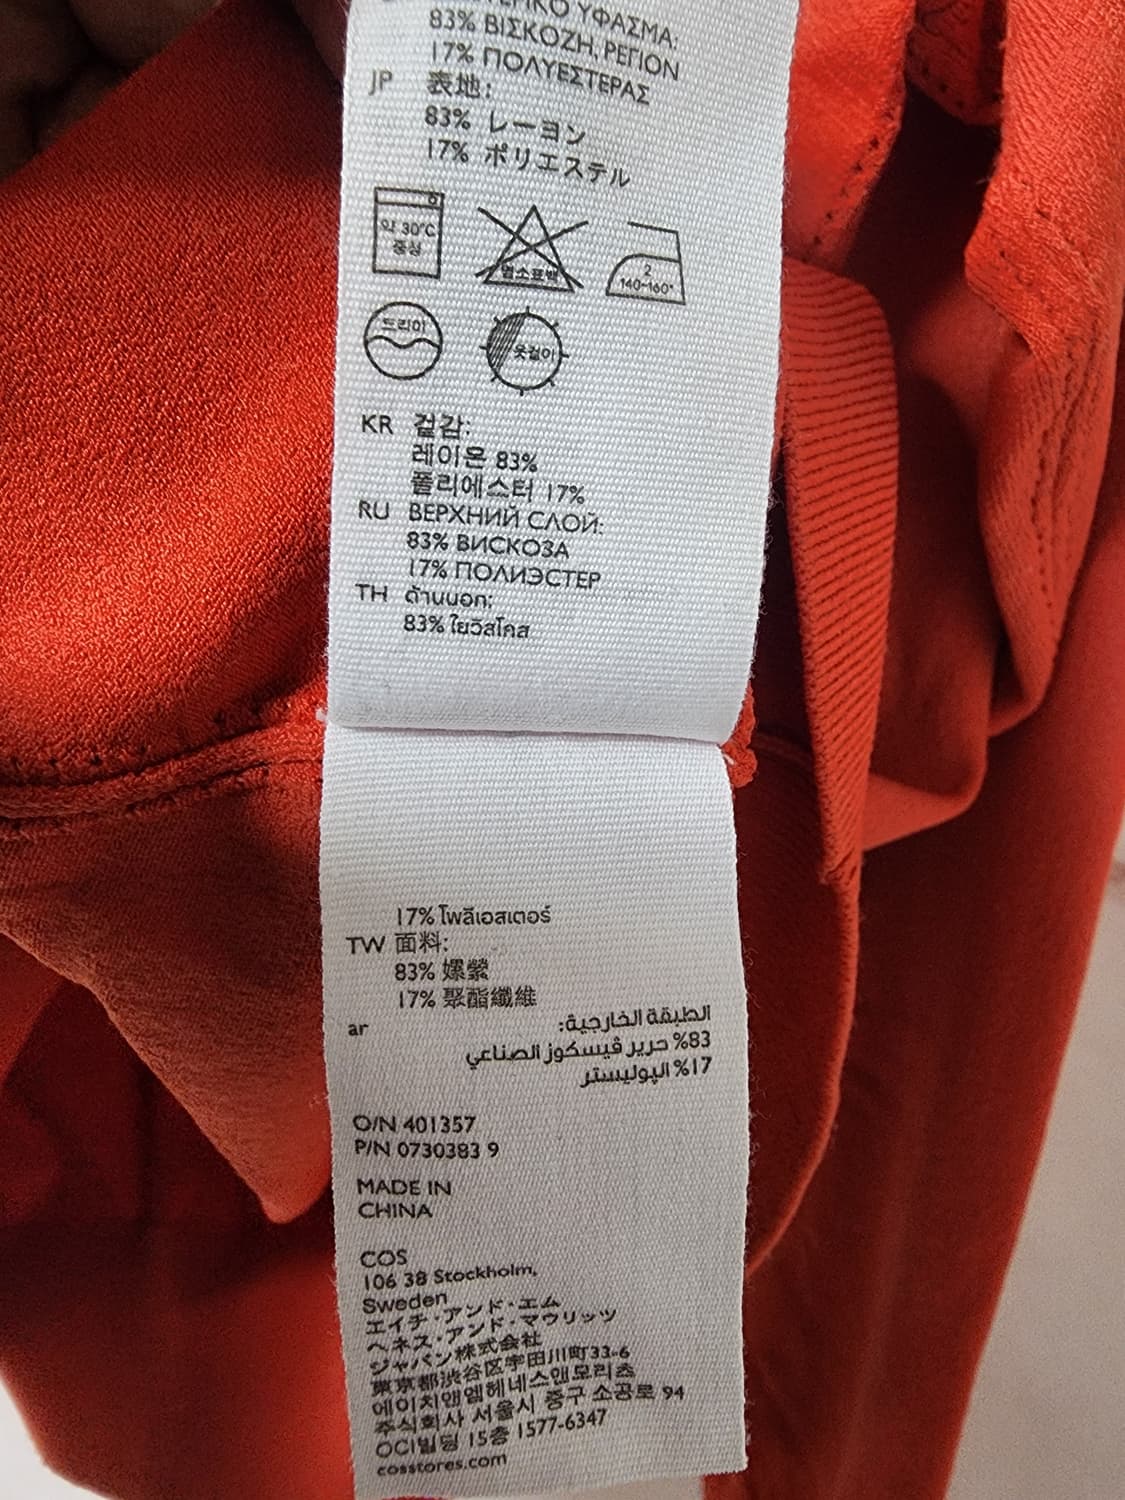 ΥΦΑΣΜΑ:
83% ΒΙΣΚΟΖΗ, ΡΕΓΙΟΝ
17% ΠΟΛΥΕΣΤΕΡΑΣ
JP 表地:
83% レーヨン
17% ポリエステル
약 30°C
중성
염소표백
2
140~160°
드라이
옷걸이
KR 겉감:
레이온 83%
폴리에스터 17%
RU ВЕРХНИЙ СЛОЙ:
83% ВИСКОЗА
17% ПОЛИЭСТЕР
TH ด้านนอก:
83% ใยวิสโคส
17% โพลีเอสเตอร์
TW 面料:
83% 嫘縈
17% 聚酯纖維
ar الطبقة الخارجية:
83% حرير ڤيسكوز الصناعي
17% الپوليستر
O/N 401357
P/N 0730383 9
MADE IN
CHINA
COS
106 38 Stockholm,
Sweden
エイチ・アンド・エム
ヘネス・アンド・マウリッツ
ジャパン株式会社
東京都渋谷区宇田川町33-6
에이치앤엠헤네스앤모리츠
주식회사 서울시 중구 소공로 94
OCI빌딩 15층 1577-6347
cosstores.com